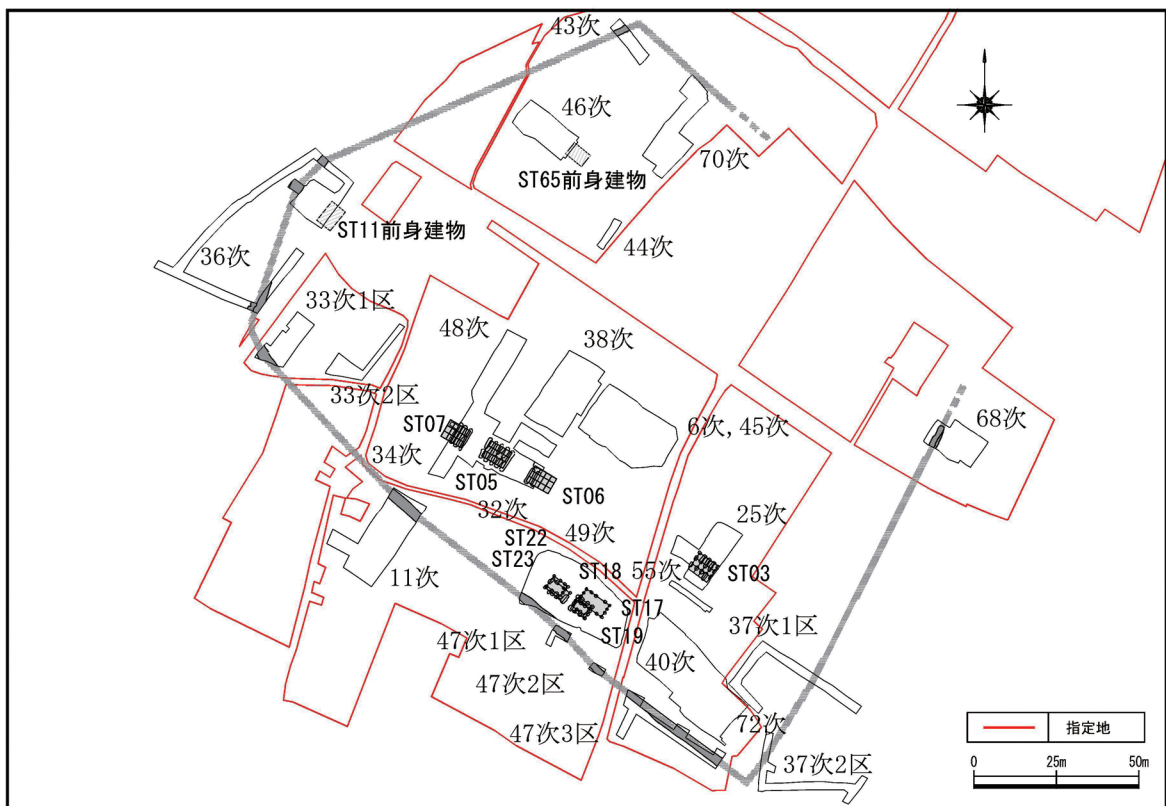 43次
46次
70次
ST65前身建物
ST11前身建物
44次
36次
33次1区
48次
38次
33次2区
ST07
6次,45次
68次
34次
ST05
ST06
32次
25次
49次
ST22
ST23
ST18
55次
ST03
11次
ST17
ST19
37次1区
47次1区
40次
47次2区
72次
47次3区
37次2区
指定地
0 25m 50m